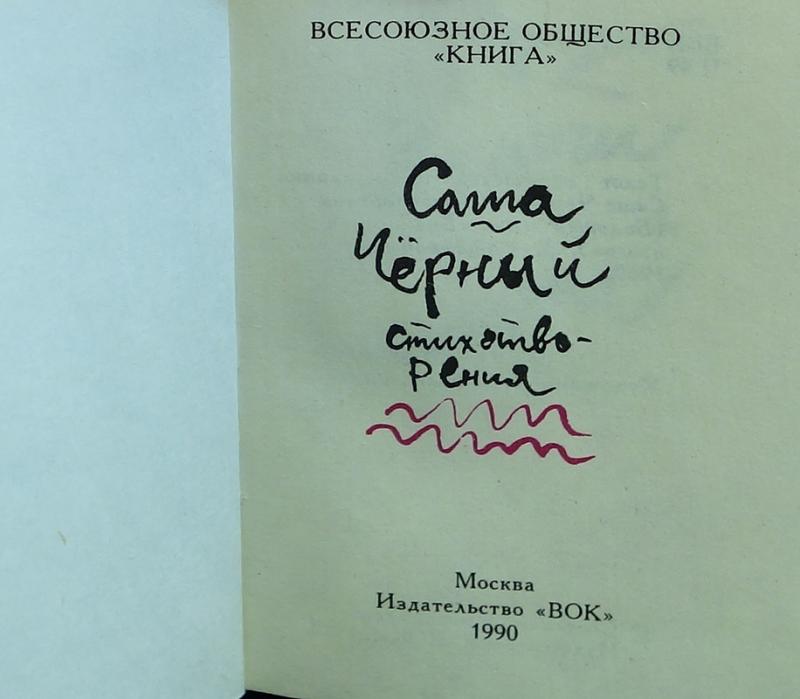 ВСЕСОЮЗНОЕ ОБЩЕСТВО
«КНИГА»
Саша
Чёрный
стихотво-
рения
Москва
Издательство «ВОК»
1990